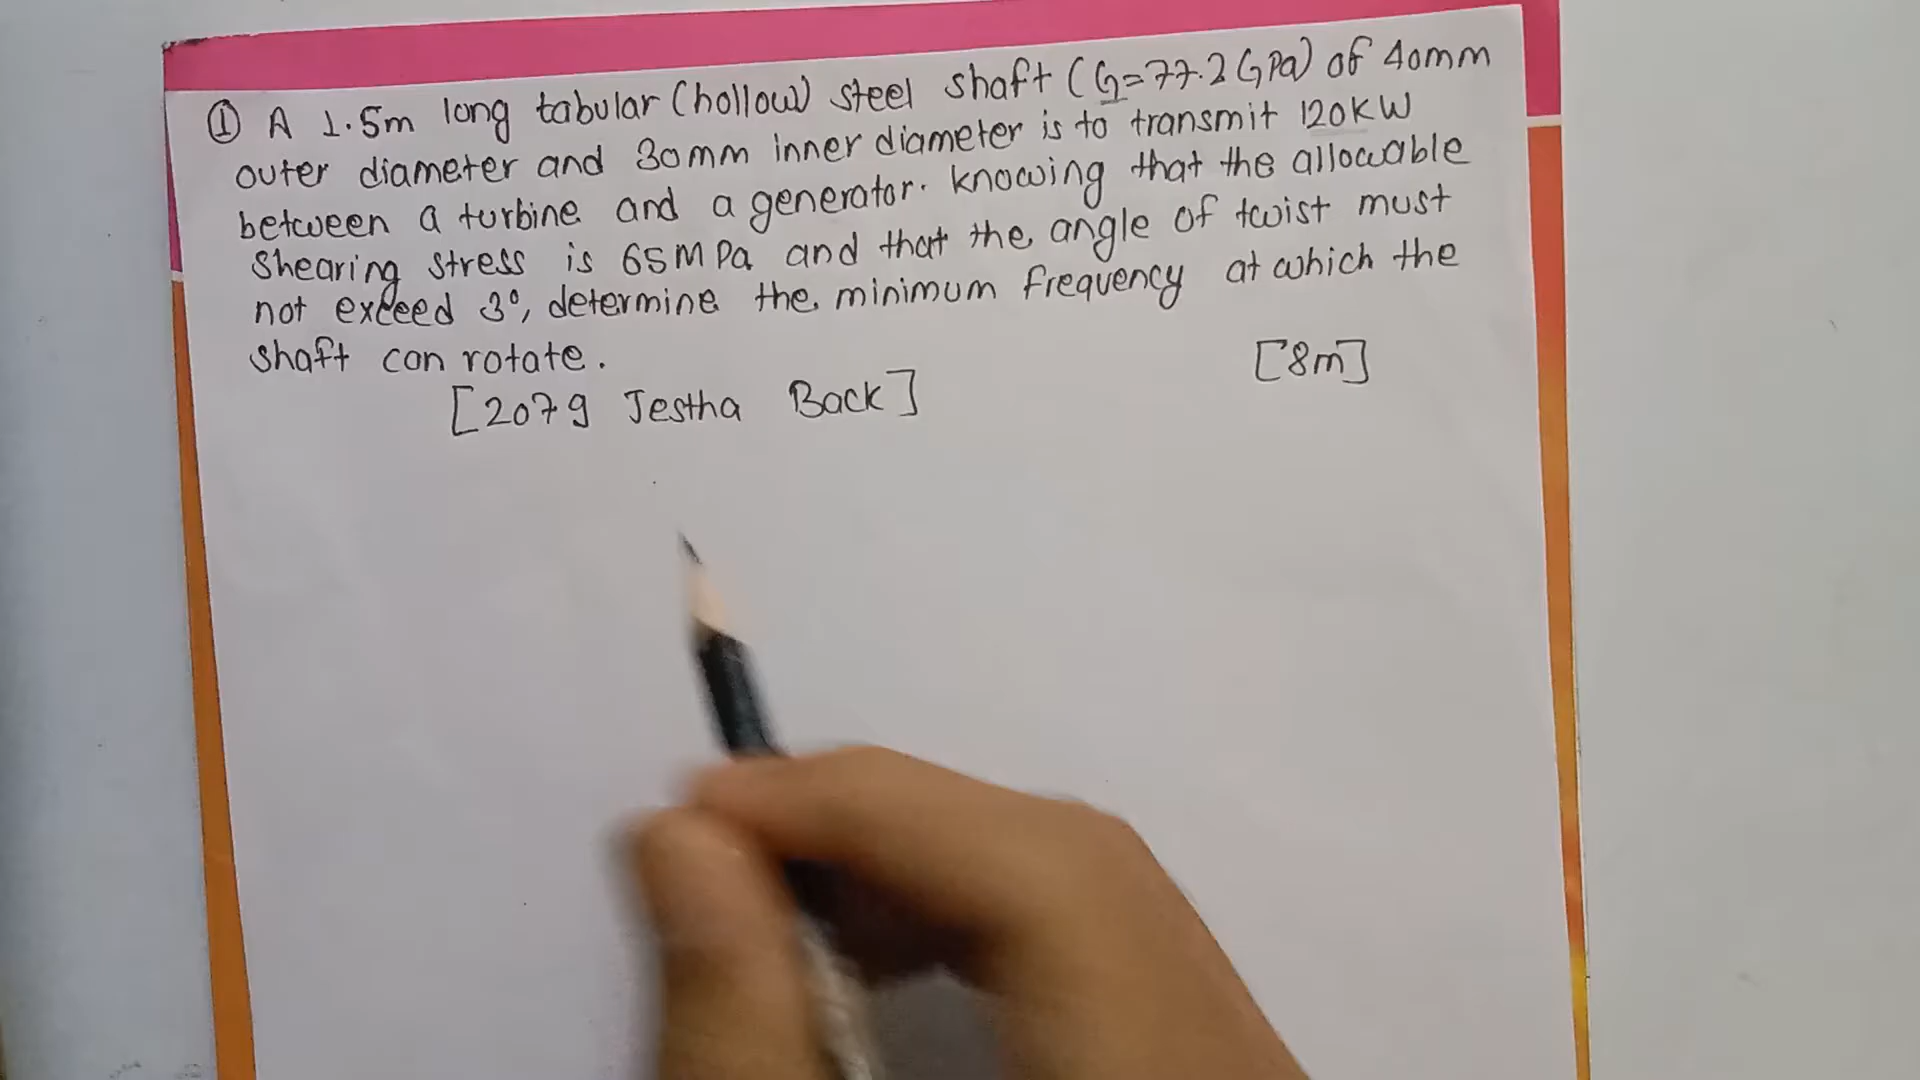 ① A 1.5m long tabular (hollow) steel shaft (G=77.2 GPa) of 40mm
outer diameter and 30mm inner diameter is to transmit 120KW
between a turbine and a generator. Knowing that the allowable
shearing stress is 65MPa and that the angle of twist must
not exceed 3°, determine the minimum frequency at which the
shaft can rotate. [8m]
[2079 Jestha Back]